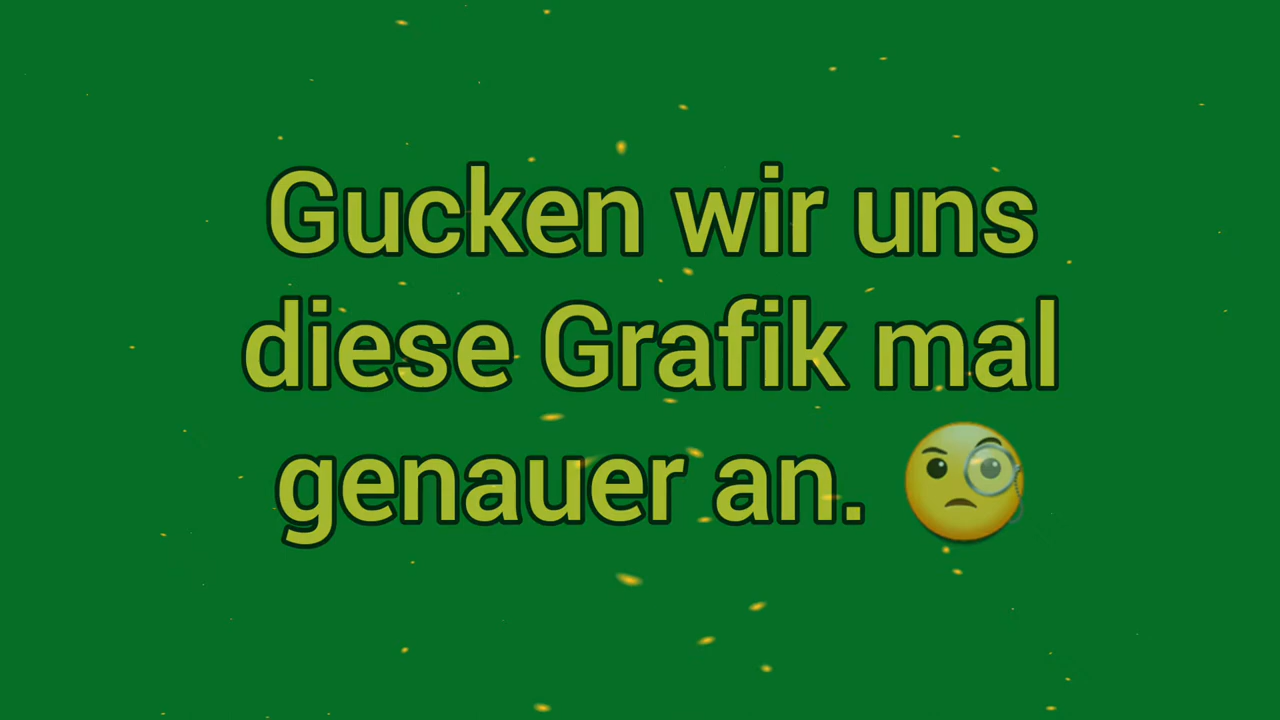 Gucken wir uns
diese Grafik mal
genauer an. 🧐